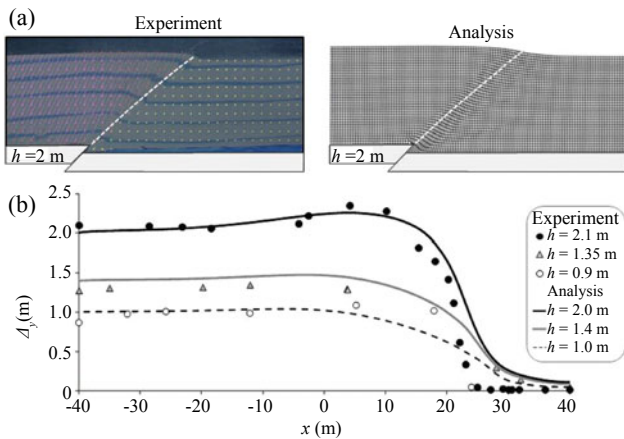 (a)
Experiment
Analysis
h=2 m
h=2 m
(b)
2.5
2.0
1.5
1.0
0.5
0
Δy(m)
Experiment
h = 2.1 m
h = 1.35 m
h = 0.9 m
Analysis
h = 2.0 m
h = 1.4 m
h = 1.0 m
-40 -30 -20 -10 0 10 20 30 40
x (m)